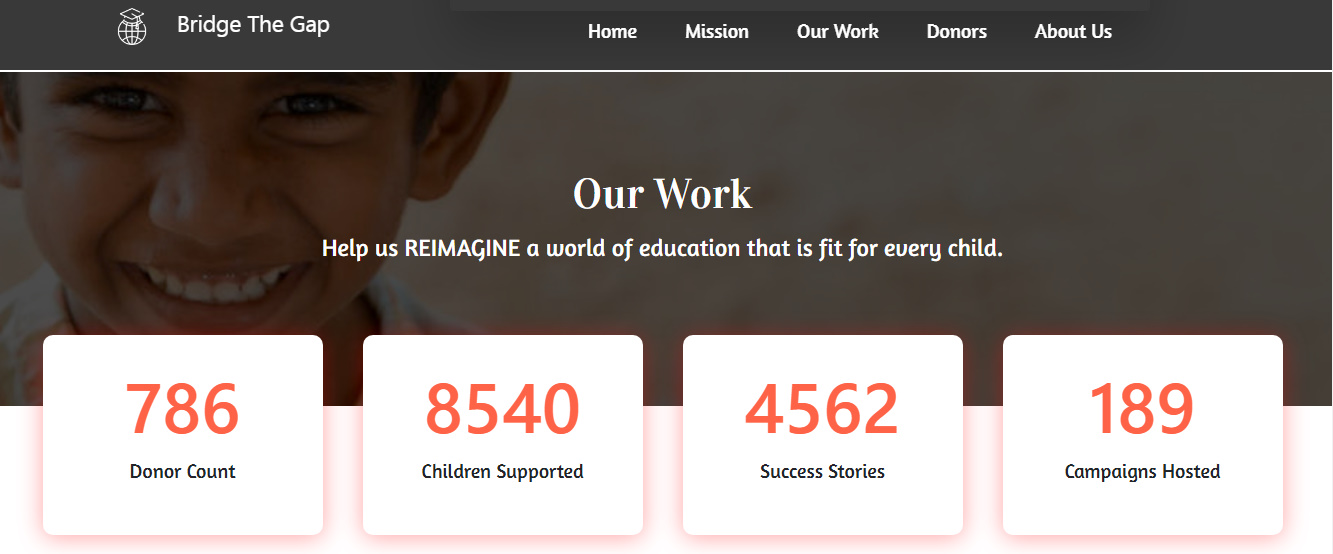 Bridge The Gap
Home Mission Our Work Donors About Us
Our Work
Help us REIMAGINE a world of education that is fit for every child.
786 8540 4562 189
Donor Count Children Supported Success Stories Campaigns Hosted